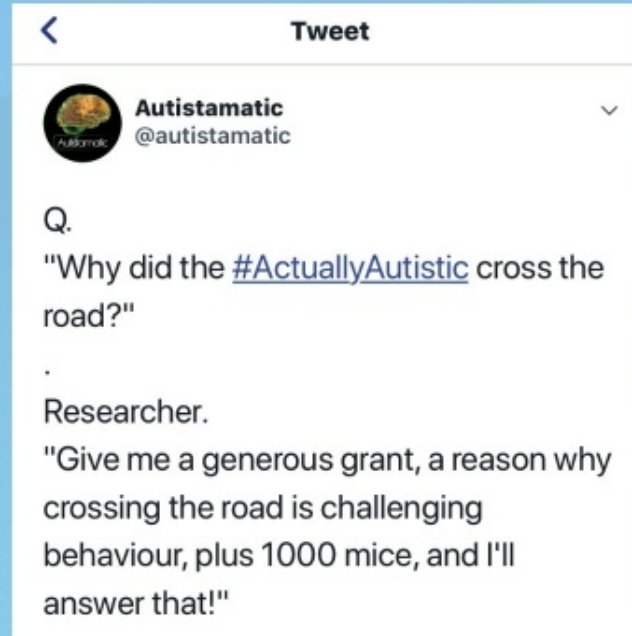 Tweet
Autistamatic
@autistamatic
Autistamatic
Q.
"Why did the #ActuallyAutistic cross the
road?"
.
Researcher.
"Give me a generous grant, a reason why
crossing the road is challenging
behaviour, plus 1000 mice, and I'll
answer that!"